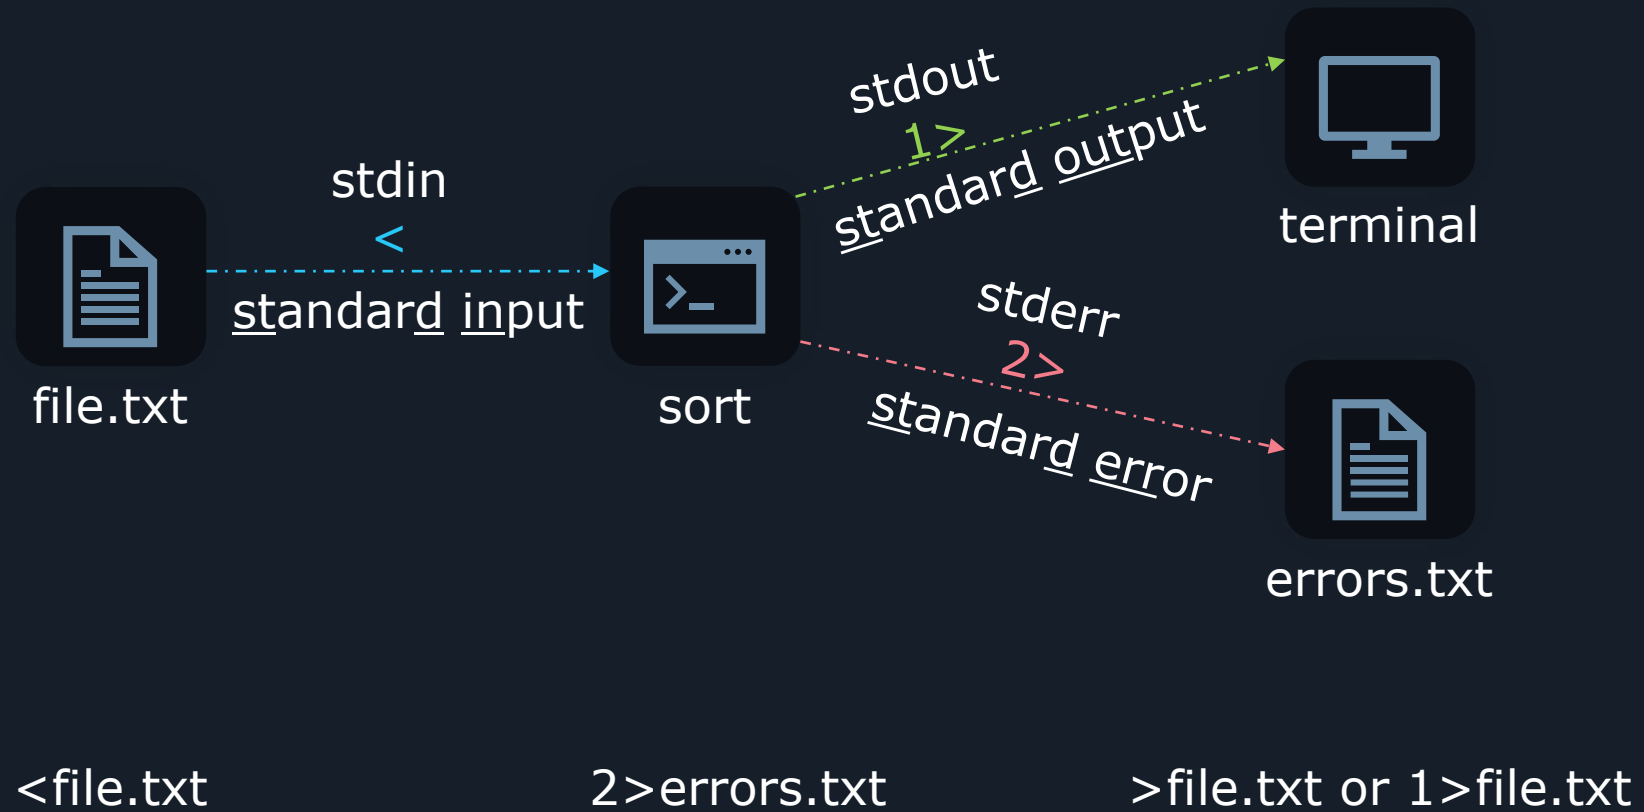 stdin
<
standard input
file.txt
sort
stdout
1>
standard output
terminal
stderr
2>
standard error
errors.txt
<file.txt
2>errors.txt
>file.txt or 1>file.txt